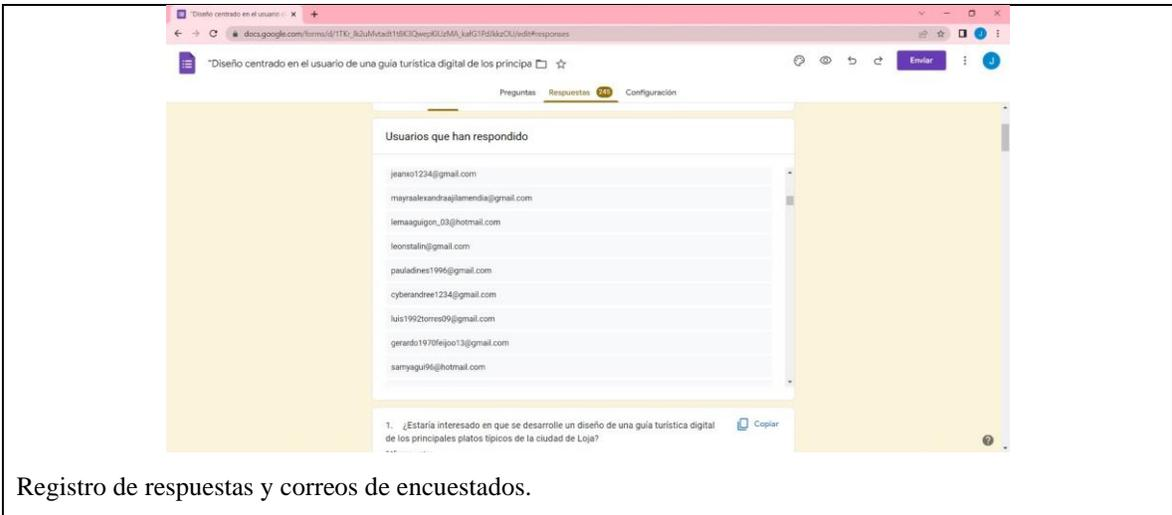 "Diseño centrado en el usuario d
docs.google.com/forms/d/
/edit#responses
"Diseño centrado en el usuario de una guía turística digital de los principa
Enviar
J
Preguntas Respuestas 245 Configuración
Usuarios que han respondido
jeanxo1234@gmail.com
mayraalexandraajilamendia@gmail.com
lemaaguigon_03@hotmail.com
leonstalin@gmail.com
pauladines1996@gmail.com
cyberandree1234@gmail.com
luis1992torres09@gmail.com
gerardo1970feijoo13@gmail.com
samyagui96@hotmail.com
1. ¿Estaría interesado en que se desarrolle un diseño de una guía turística digital
de los principales platos típicos de la ciudad de Loja?
Copiar
Registro de respuestas y correos de encuestados.